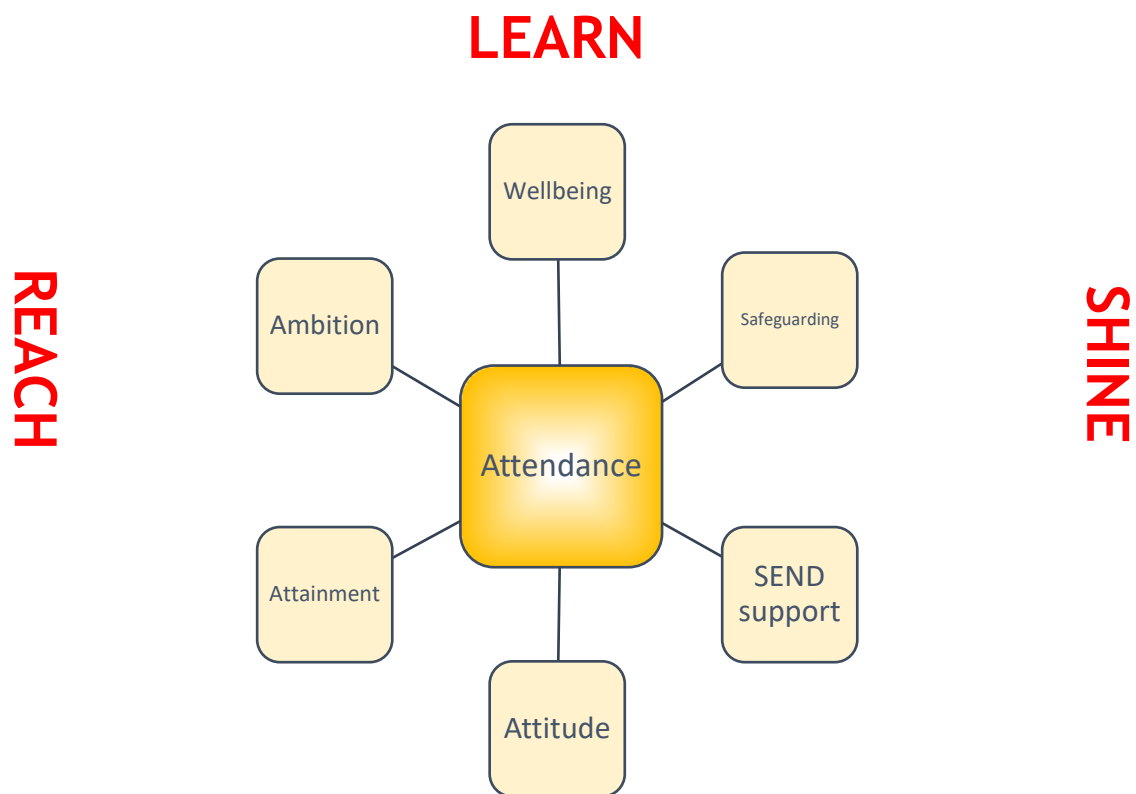 LEARN
Wellbeing
Safeguarding
Ambition
REACH
SHINE
Attendance
SEND
support
Attainment
Attitude